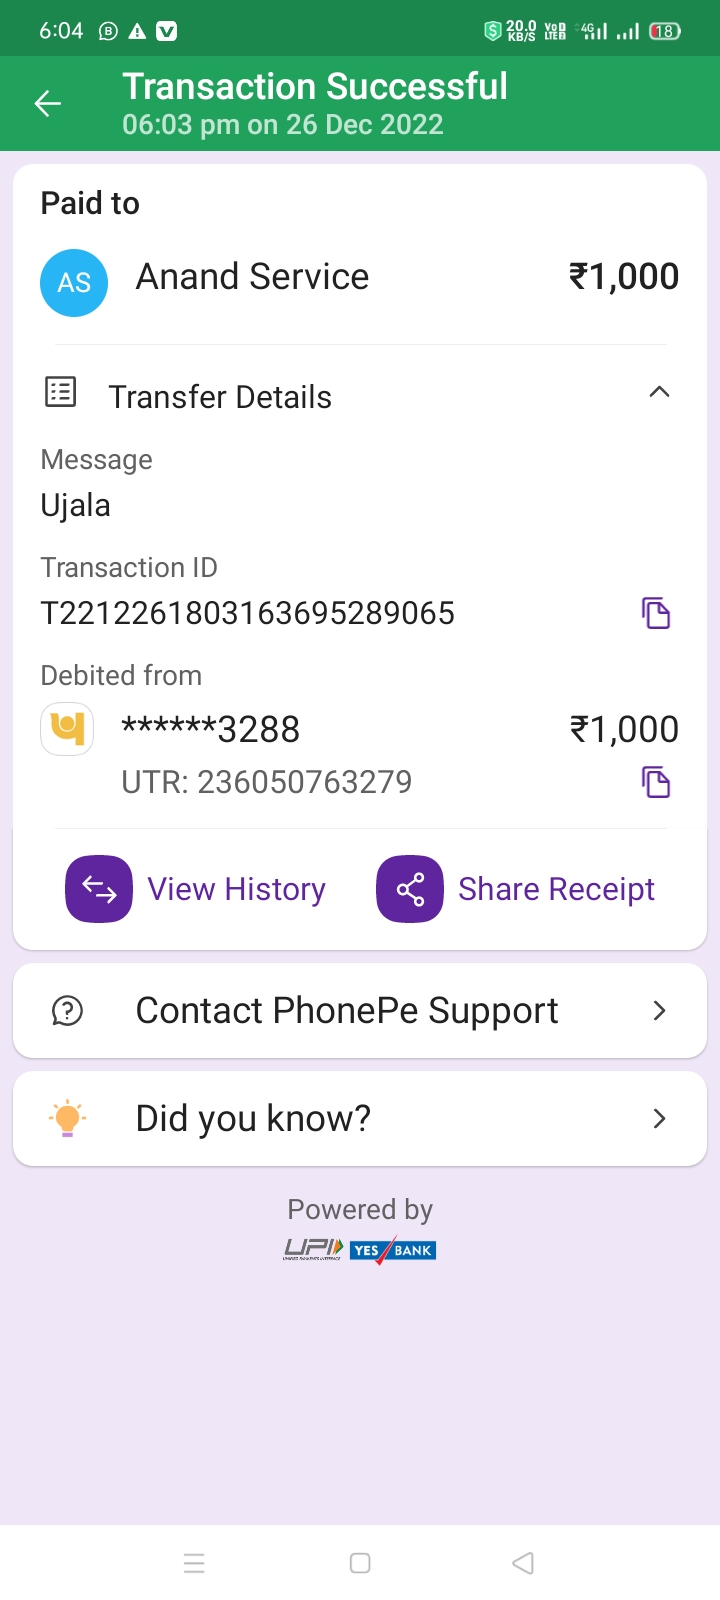 6:04
20.0 KB/S 4G 18
Transaction Successful
06:03 pm on 26 Dec 2022
Paid to
AS Anand Service ₹1,000
Transfer Details
Message
Ujala
Transaction ID
T2212261803163695289065
Debited from
******3288 ₹1,000
UTR: 236050763279
View History Share Receipt
Contact PhonePe Support
Did you know?
Powered by
UPI YES BANK